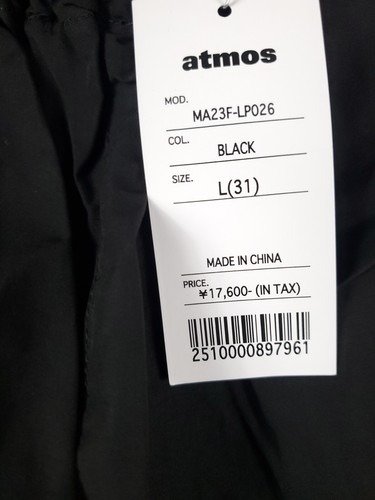 atmos
MOD.
MA23F-LP026
COL.
BLACK
SIZE.
L(31)
MADE IN CHINA
PRICE.
¥17,600- (IN TAX)
2510000897961